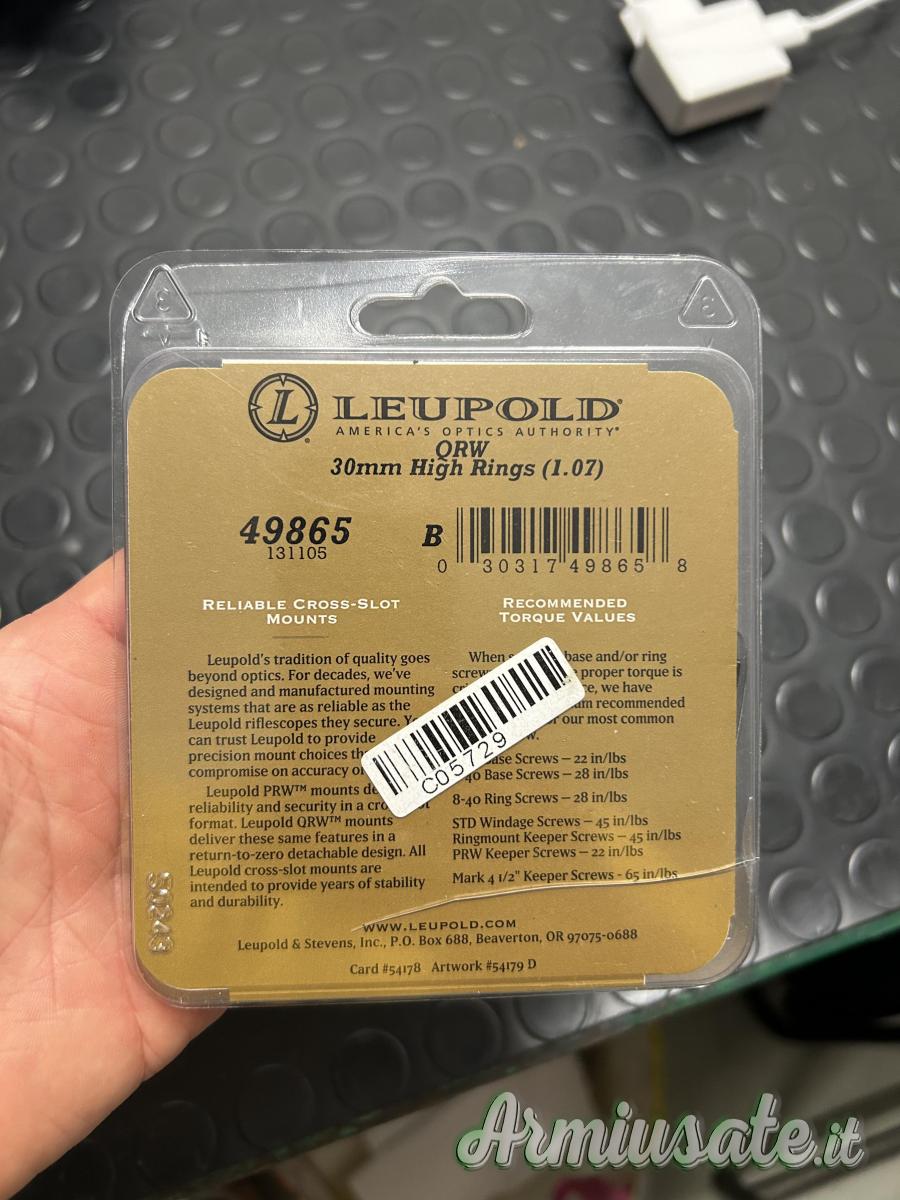 3
3
L
LEUPOLD®
AMERICA'S OPTICS AUTHORITY®
QRW
30mm High Rings (1.07)
49865
131105
B
0 30317 49865 8
RELIABLE CROSS-SLOT
MOUNTS
Leupold's tradition of quality goes
beyond optics. For decades, we've
designed and manufactured mounting
systems that are as reliable as the
Leupold riflescopes they secure.
can trust Leupold to provide
precision mount choices
compromise on accuracy
Leupold PRW™ mounts
reliability and security in a
format. Leupold QRW™ mounts
deliver these same features in a
return-to-zero detachable design. All
Leupold cross-slot mounts are
intended to provide years of stability
and durability.
RECOMMENDED
TORQUE VALUES
When base and/or ring
proper torque is
we have
recommended
our most common
Base Screws – 22 in/lbs
Base Screws – 28 in/lbs
8-40 Ring Screws – 28 in/lbs
STD Windage Screws – 45 in/lbs
Ringmount Keeper Screws – 45 in/lbs
PRW Keeper Screws – 22 in/lbs
Mark 4 1/2" Keeper Screws - 65 in/lbs
C05729
WWW.LEUPOLD.COM
Leupold & Stevens, Inc., P.O. Box 688, Beaverton, OR 97075-0688
Card #54178 Artwork #54179 D
Armiusate.it